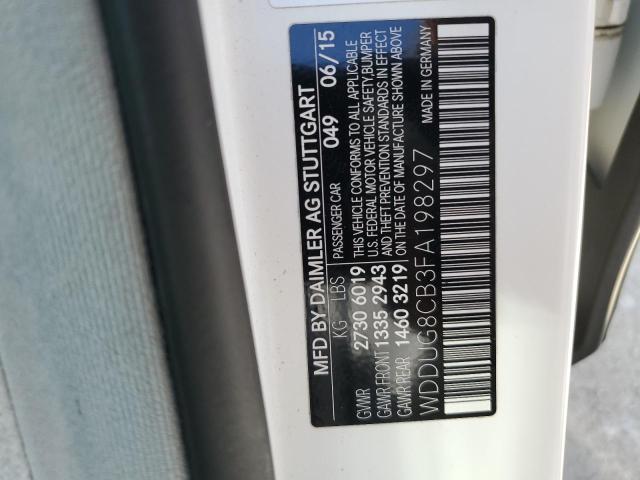 MFD BY DAIMLER AG STUTTGART
KG LBS PASSENGER CAR 049 06/15
GVWR 2730 6019 THIS VEHICLE CONFORMS TO ALL APPLICABLE
U.S. FEDERAL MOTOR VEHICLE SAFETY, BUMPER
GAWR FRONT 1335 2943 AND THEFT PREVENTION STANDARDS IN EFFECT
GAWR REAR 1460 3219 ON THE DATE OF MANUFACTURE SHOWN ABOVE
WDDUG8CB3FA198297 MADE IN GERMANY